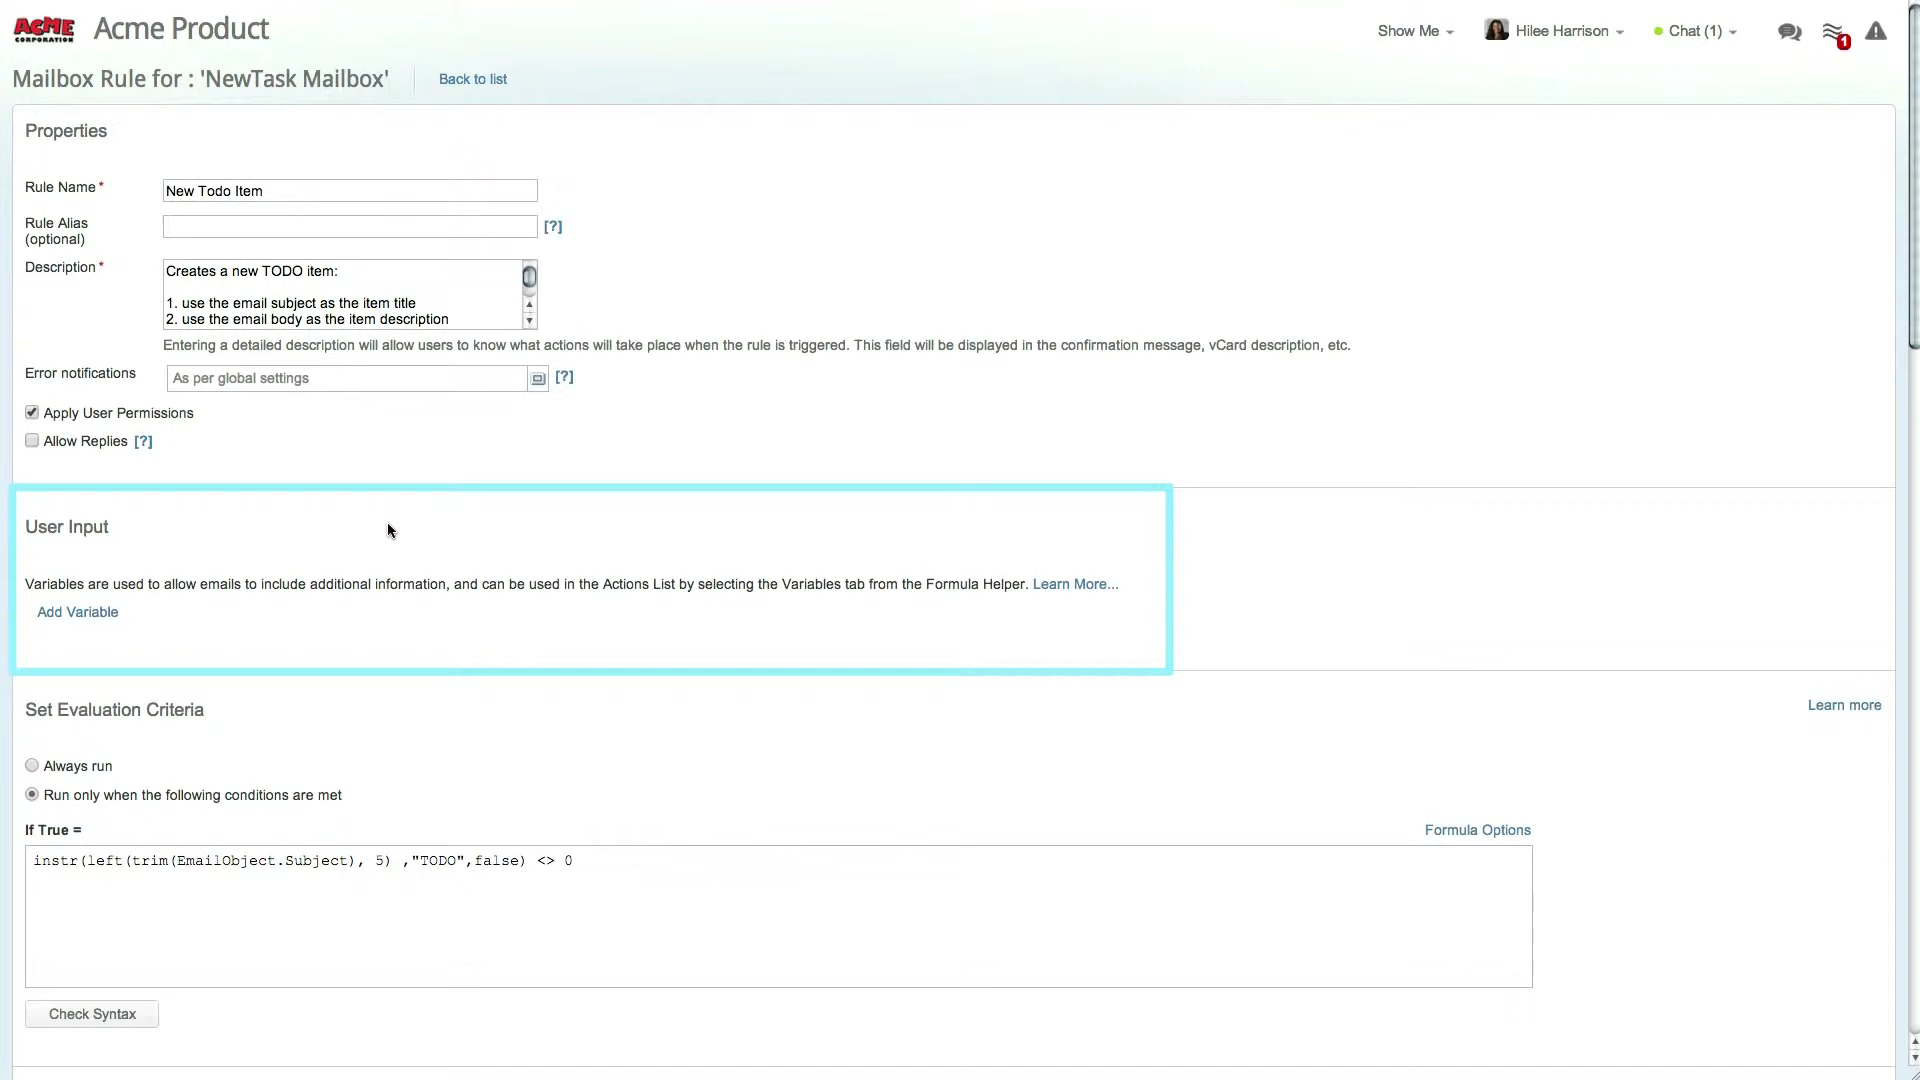 ACME
CORPORATION
Acme Product
Show Me
Hilee Harrison
Chat (1)
1
Mailbox Rule for : 'NewTask Mailbox'
Back to list
Properties
Rule Name*
New Todo Item
Rule Alias
(optional)
[?]
Description*
Creates a new TODO item:
1. use the email subject as the item title
2. use the email body as the item description
Entering a detailed description will allow users to know what actions will take place when the rule is triggered. This field will be displayed in the confirmation message, vCard description, etc.
Error notifications
As per global settings
[?]
Apply User Permissions
Allow Replies [?]
User Input
Variables are used to allow emails to include additional information, and can be used in the Actions List by selecting the Variables tab from the Formula Helper. Learn More...
Add Variable
Set Evaluation Criteria
Learn more
Always run
Run only when the following conditions are met
If True =
Formula Options
instr(left(trim(EmailObject.Subject), 5) ,"TODO",false) <> 0
Check Syntax